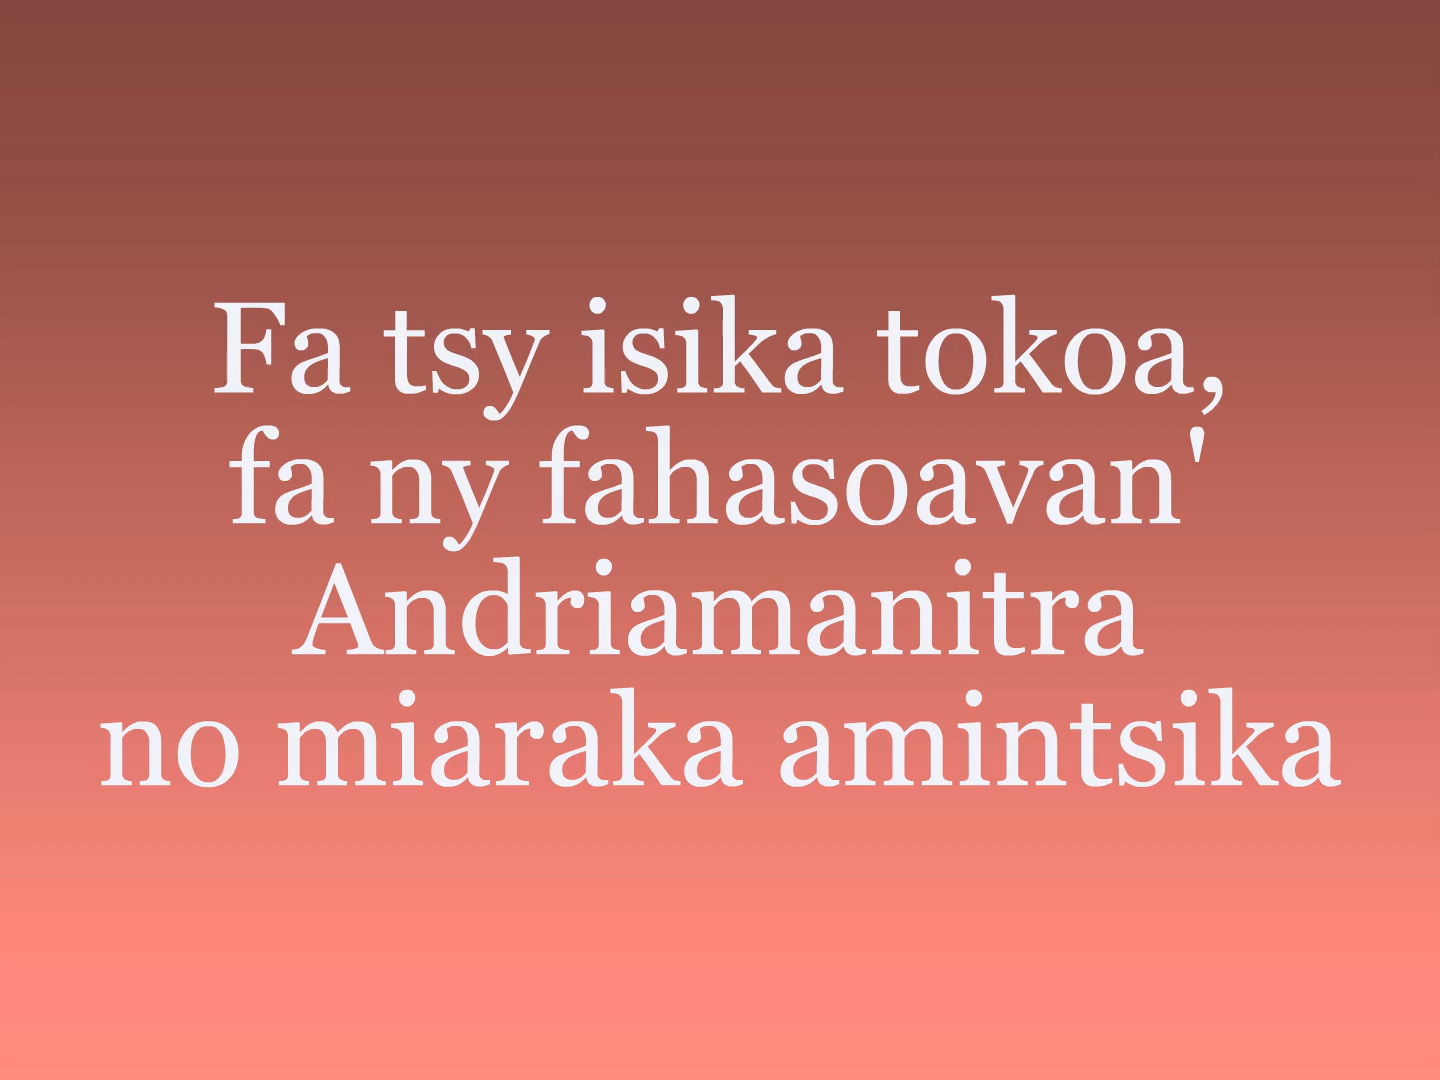 Fa tsy isika tokoa,
fa ny fahasoavan'
Andriamanitra
no miaraka amintsika